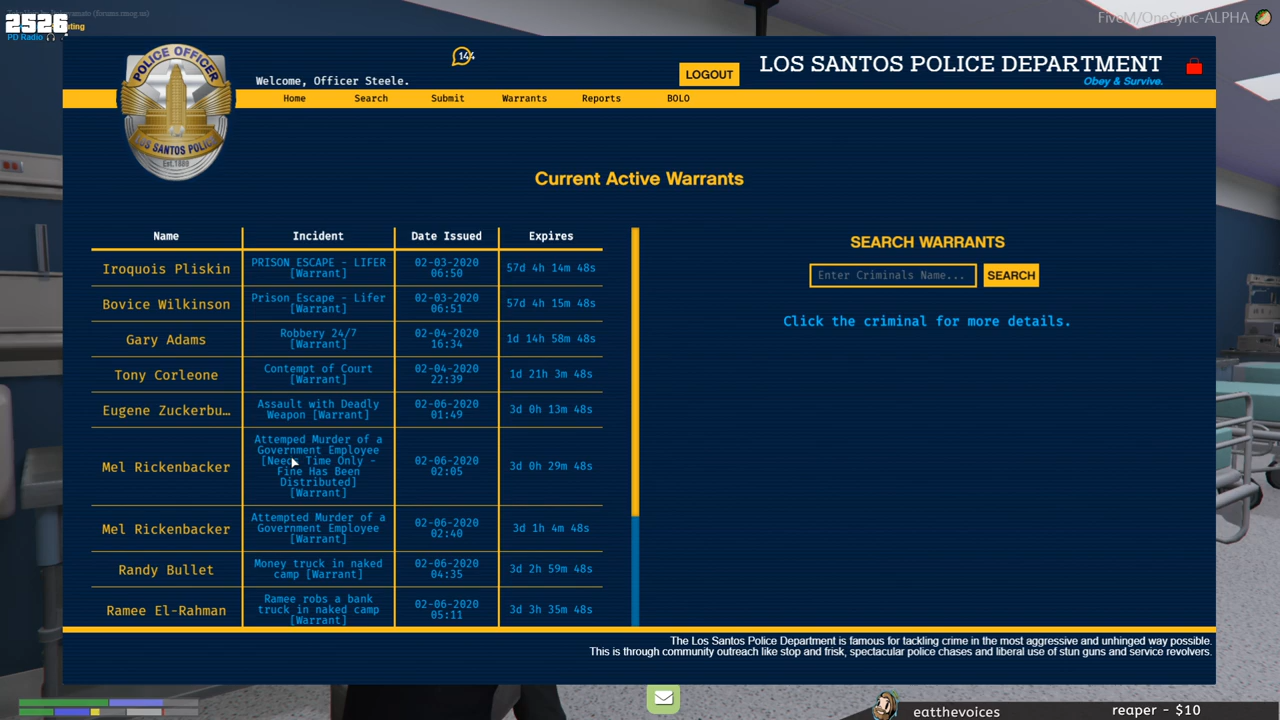 2526
PD Radio
FiveM/OneSync-ALPHA
POLICE OFFICER
LOS SANTOS POLICE
144
Welcome, Officer Steele.
LOGOUT
LOS SANTOS POLICE DEPARTMENT
Obey & Survive.
Home Search Submit Warrants Reports BOLO
Current Active Warrants
Name Incident Date Issued Expires
Iroquois Pliskin
PRISON ESCAPE - LIFER
[Warrant]
02-03-2020
06:50
57d 4h 14m 48s
Bovice Wilkinson
Prison Escape - Lifer
[Warrant]
02-03-2020
06:51
57d 4h 15m 48s
Gary Adams
Robbery 24/7
[Warrant]
02-04-2020
16:34
1d 14h 58m 48s
Tony Corleone
Contempt of Court
[Warrant]
02-04-2020
22:39
1d 21h 3m 48s
Eugene Zuckerbu…
Assault with Deadly
Weapon [Warrant]
02-06-2020
01:49
3d 0h 13m 48s
Mel Rickenbacker
Attemped Murder of a
Government Employee
Time Only -
Fine Has Been
Distributed]
[Warrant]
02-06-2020
02:05
3d 0h 29m 48s
Mel Rickenbacker
Attempted Murder of a
Government Employee
[Warrant]
02-06-2020
02:40
3d 1h 4m 48s
Randy Bullet
Money truck in naked
camp [Warrant]
02-06-2020
04:35
3d 2h 59m 48s
Ramee El-Rahman
Ramee robs a bank
truck in naked camp
[Warrant]
02-06-2020
05:11
3d 3h 35m 48s
SEARCH WARRANTS
Enter Criminals Name... SEARCH
Click the criminal for more details.
The Los Santos Police Department is famous for tackling crime in the most aggressive and unhinged way possible.
This is through community outreach like stop and frisk, spectacular police chases and liberal use of stun guns and service revolvers.
eatthevoices
reaper - $10